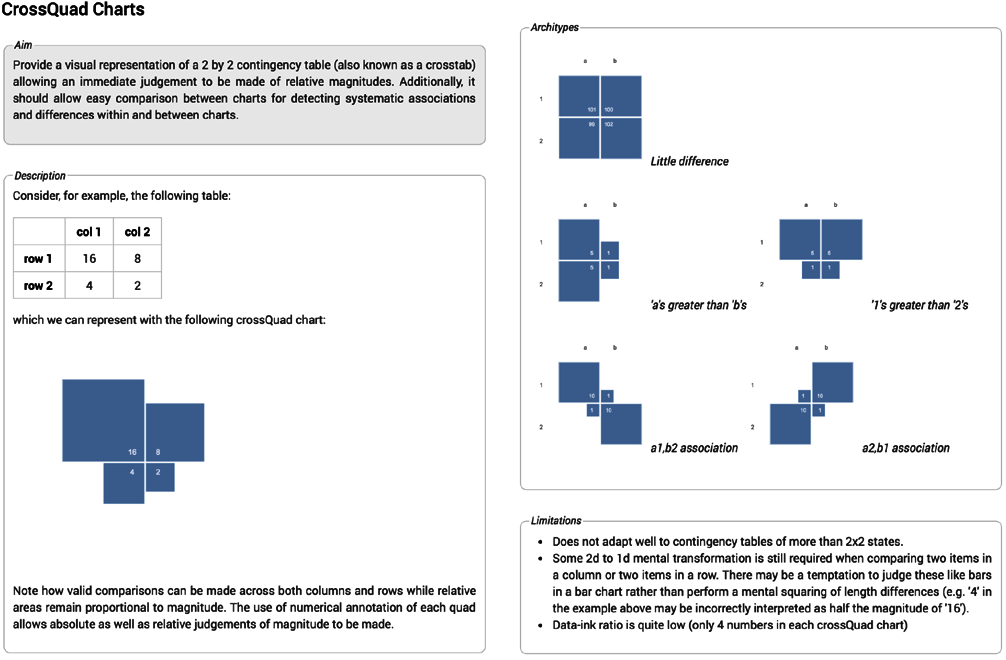 CrossQuad Charts
Aim
Provide a visual representation of a 2 by 2 contingency table (also known as a crosstab)
allowing an immediate judgement to be made of relative magnitudes. Additionally, it
should allow easy comparison between charts for detecting systematic associations
and differences within and between charts.
Description
Consider, for example, the following table:
col 1 col 2
row 1 16 8
row 2 4 2
which we can represent with the following crossQuad chart:
16 8
4 2
Note how valid comparisons can be made across both columns and rows while relative
areas remain proportional to magnitude. The use of numerical annotation of each quad
allows absolute as well as relative judgements of magnitude to be made.
Architypes
a b
1
101 100
2
102
Little difference
a b
1
5 1
5 1
2
'a's greater than 'b's
a b
1
1 1
2
'1's greater than '2's
a b
1
10 1
1 10
2
a1,b2 association
a b
1
1 10
10 1
2
a2,b1 association
Limitations
• Does not adapt well to contingency tables of more than 2x2 states.
• Some 2d to 1d mental transformation is still required when comparing two items in
a column or two items in a row. There may be a temptation to judge these like bars
in a bar chart rather than perform a mental squaring of length differences (e.g. '4' in
the example above may be incorrectly interpreted as half the magnitude of '16').
• Data-ink ratio is quite low (only 4 numbers in each crossQuad chart)